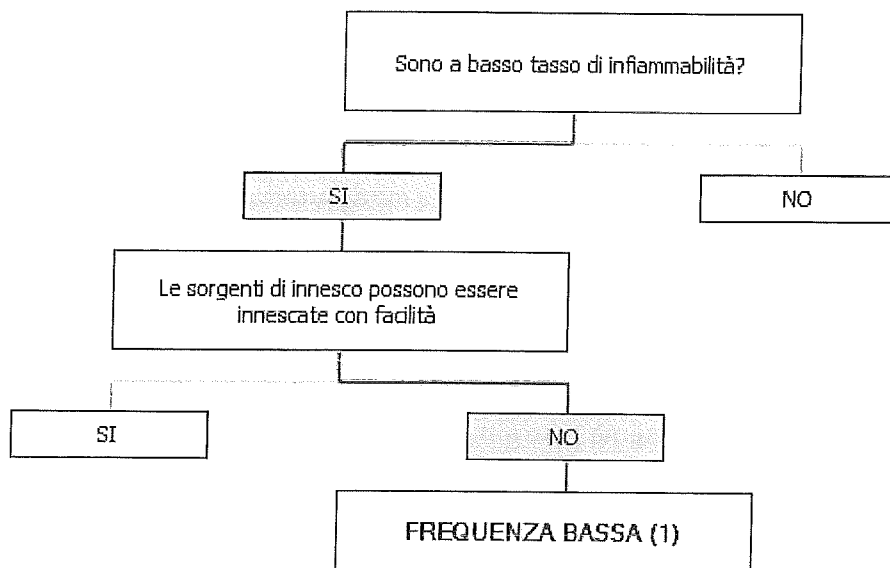 Sono a basso tasso di infiammabilità?
SI
NO
Le sorgenti di innesco possono essere
innescate con facilità
SI
NO
FREQUENZA BASSA (1)